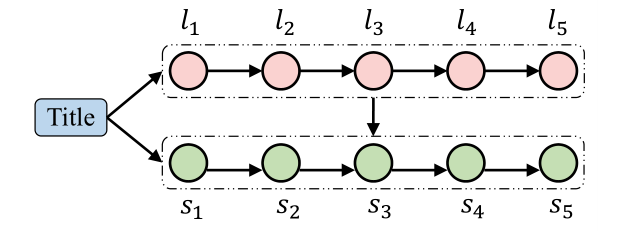 l₁ l₂ l₃ l₄ l₅
Title
s₁ s₂ s₃ s₄ s₅